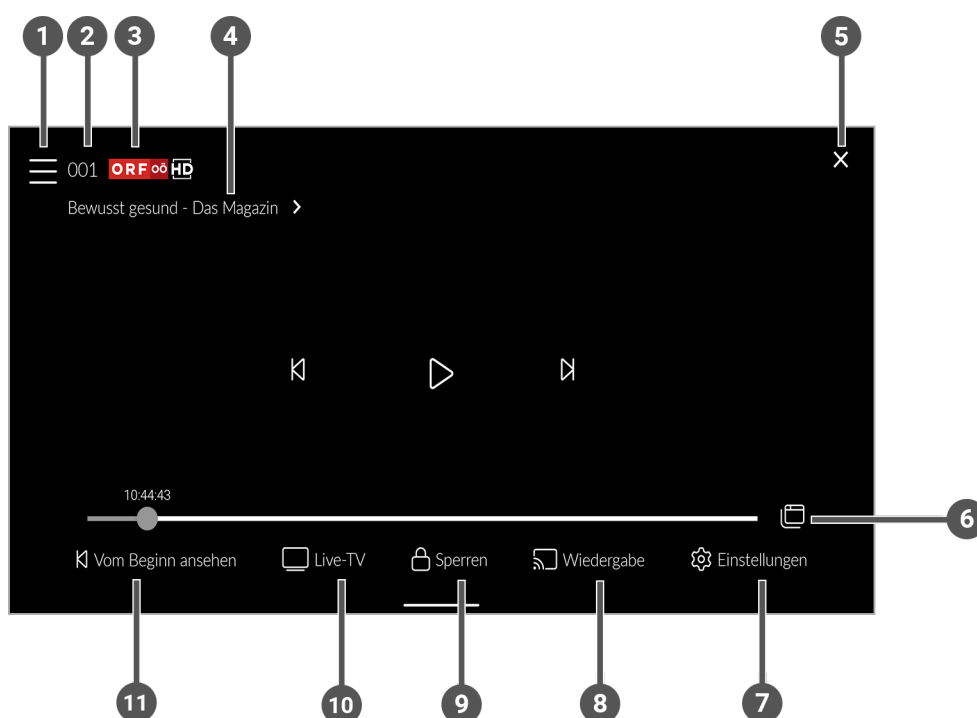 1 2 3 4 5
001 ORF oö HD
Bewusst gesund - Das Magazin
10:44:43
6
Vom Beginn ansehen Live-TV Sperren Wiedergabe Einstellungen
11 10 9 8 7